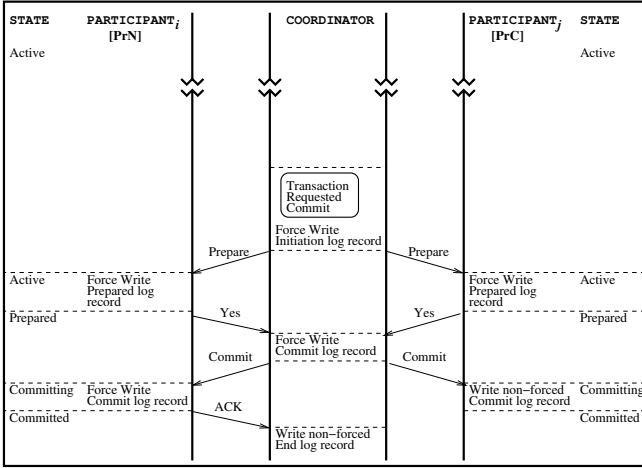 STATE PARTICIPANTi COORDINATOR PARTICIPANTj STATE
[PrN] [PrC]
Active Active
Transaction
Requested
Commit
Force Write
Initiation log record
Prepare Prepare
Active Force Write Force Write Active
Prepared log Prepared log
record record
Prepared Yes Yes Prepared
Force Write
Commit log record
Commit Commit
Committing Force Write Write non−forced Committing
Commit log record Commit log record
Committed ACK Committed
Write non−forced
End log record